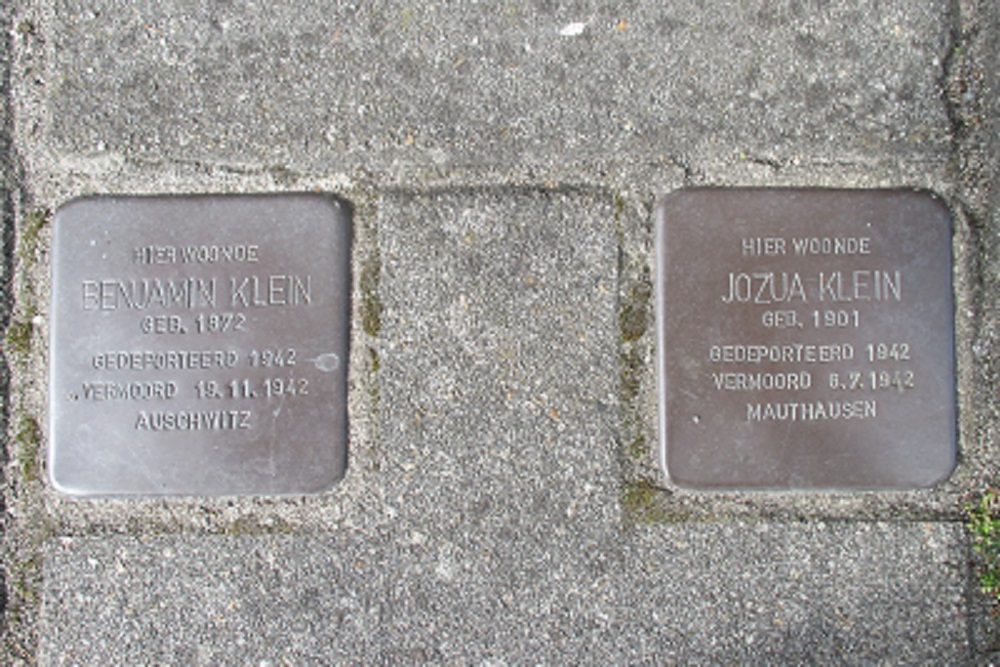 HIER WOONDE
BENJAMIN KLEIN
GEB. 1872
GEDEPORTEERD 1942
VERMOORD 19.11.1942
AUSCHWITZ
HIER WOONDE
JOZUA KLEIN
GEB. 1901
GEDEPORTEERD 1942
VERMOORD 6.7.1942
MAUTHAUSEN